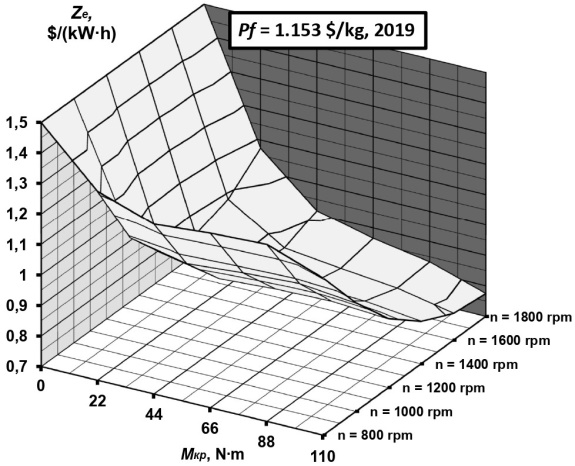 Ze,
$/(kW·h)
Pf = 1.153 $/kg, 2019
1,5
1,4
1,3
1,2
1,1
1
0,9
0,8
0,7
0
22
44
66
88
110
Mкр, N·m
n = 1800 rpm
n = 1600 rpm
n = 1400 rpm
n = 1200 rpm
n = 1000 rpm
n = 800 rpm